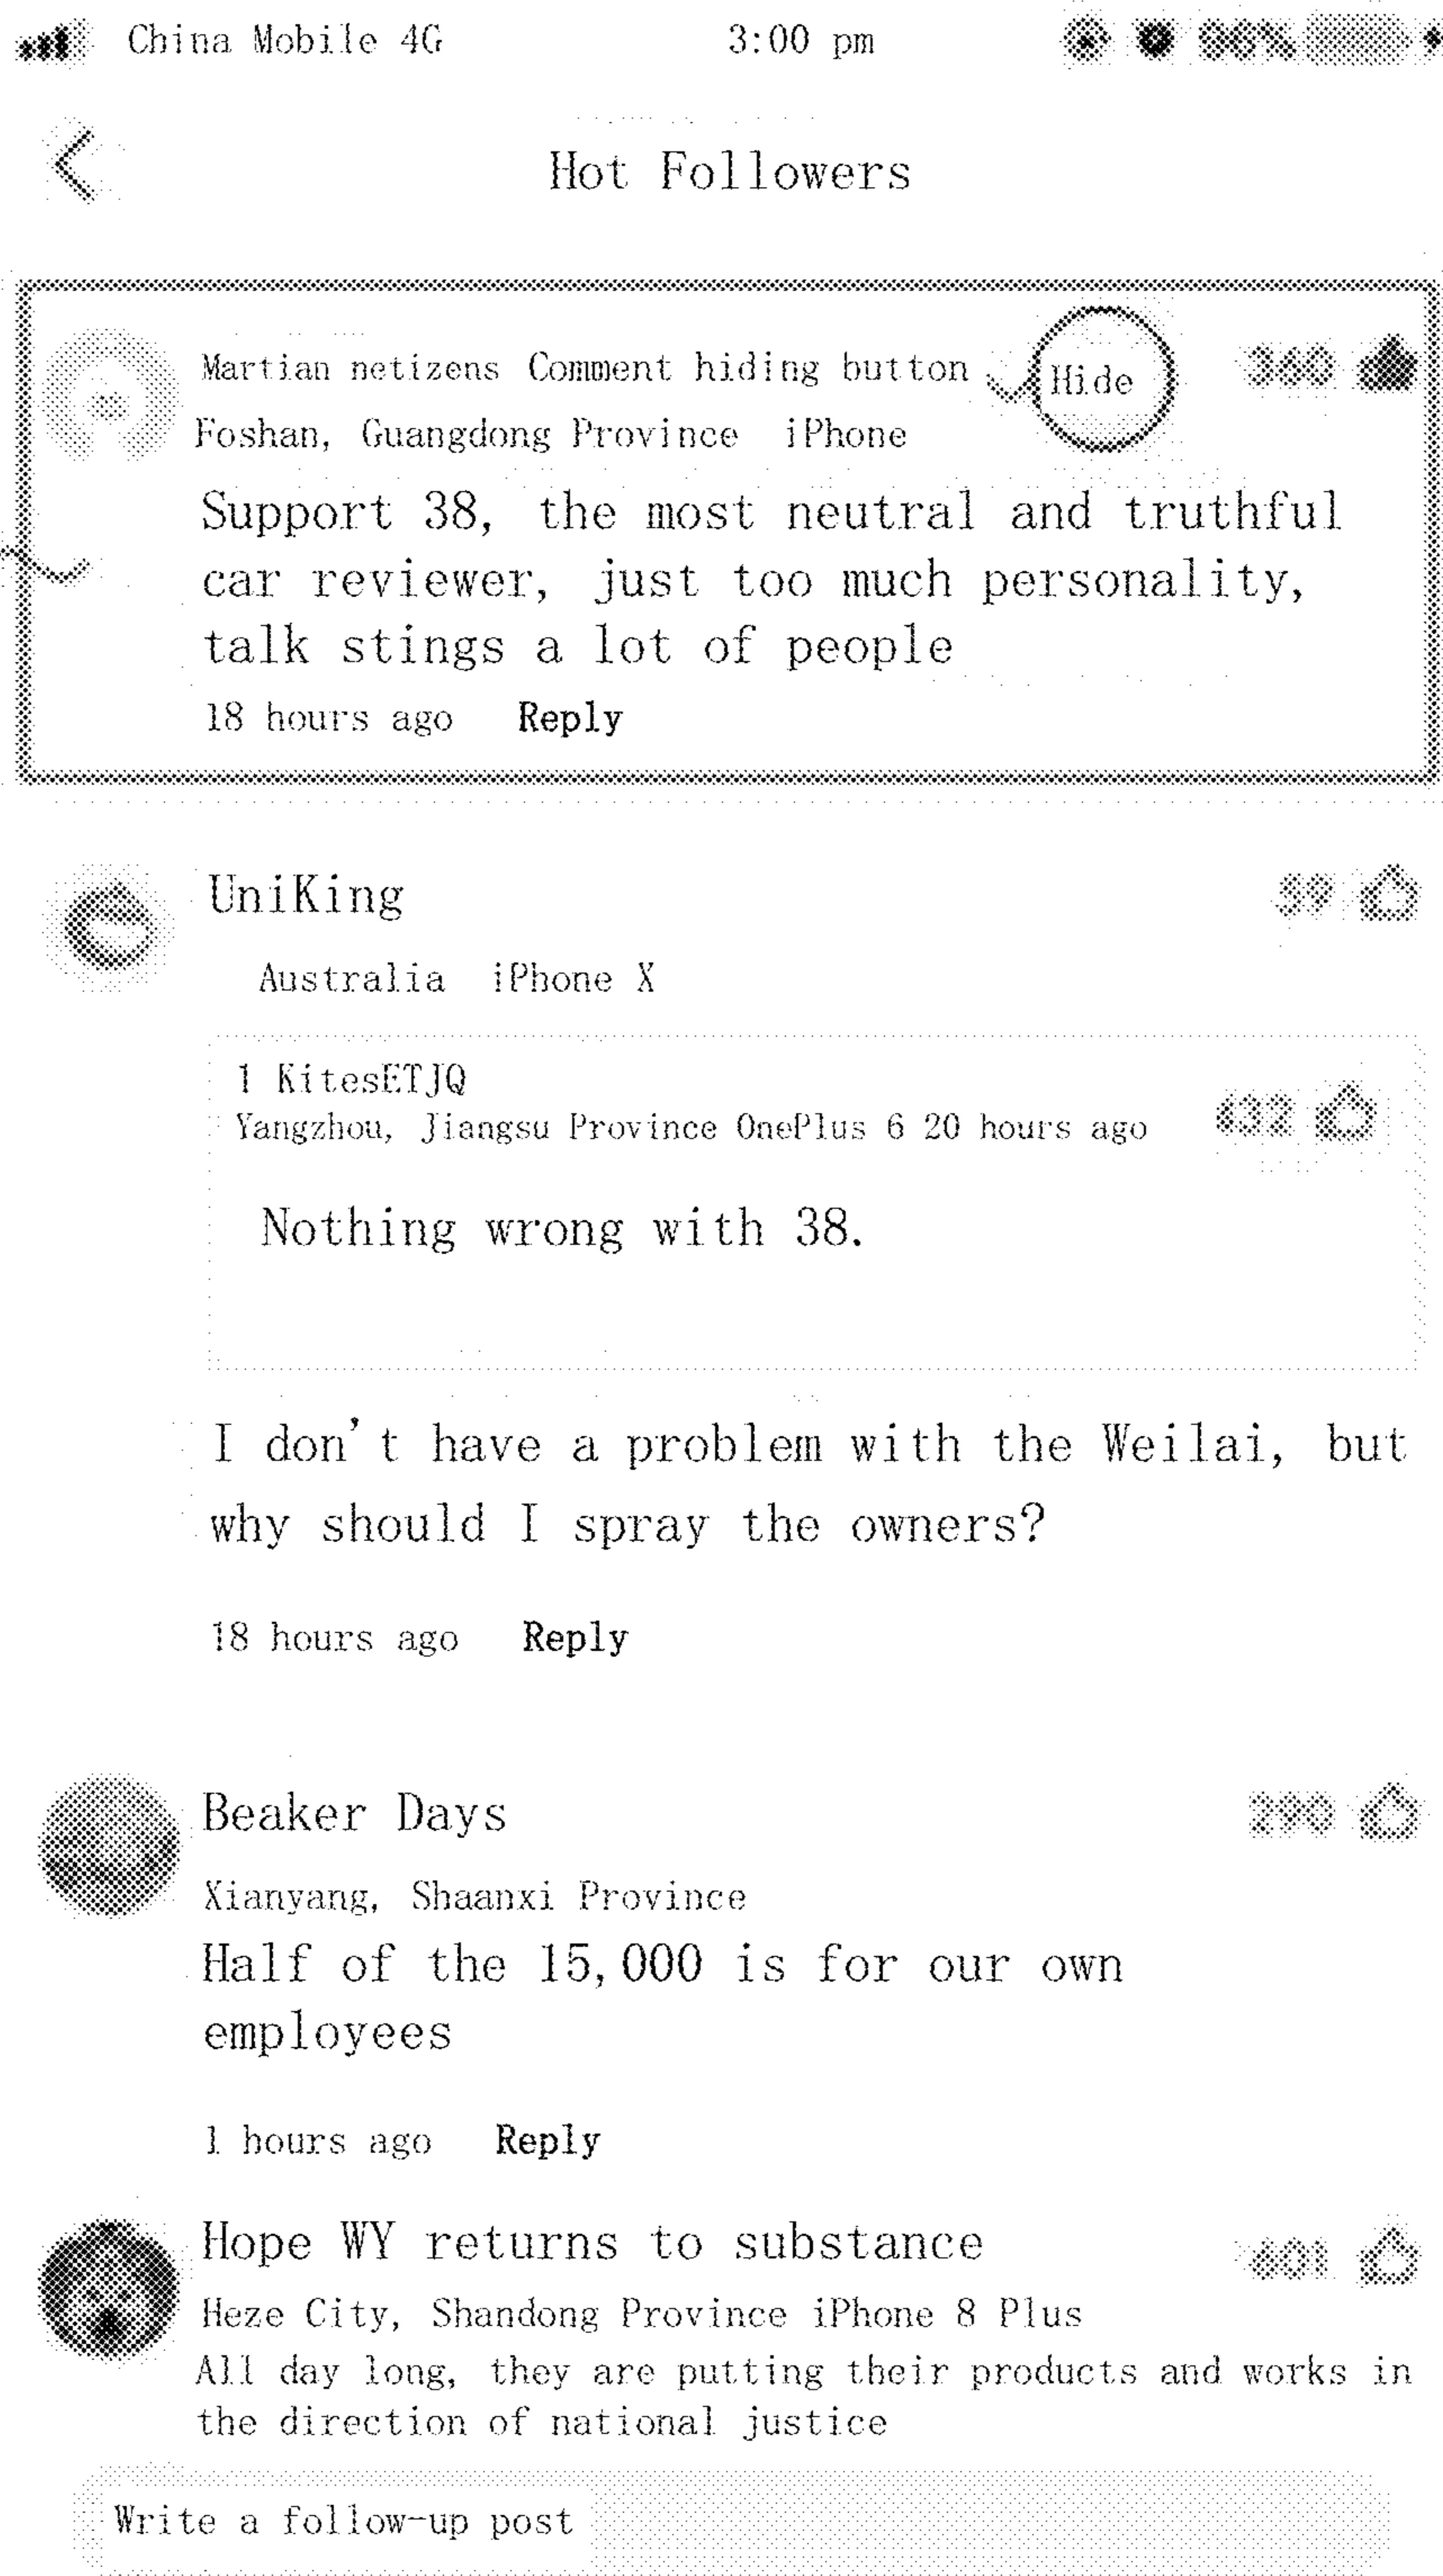 China Mobile 4G 3:00 pm 86%
Hot Followers
Martian netizens Comment hiding button Hide 360
Foshan, Guangdong Province iPhone
Support 38, the most neutral and truthful
car reviewer, just too much personality,
talk stings a lot of people
18 hours ago Reply
UniKing 59
Australia iPhone X
1 KitesETJQ
Yangzhou, Jiangsu Province OnePlus 6 20 hours ago 632
Nothing wrong with 38.
I don't have a problem with the Weilai, but
why should I spray the owners?
18 hours ago Reply
Beaker Days 290
Xianyang, Shaanxi Province
Half of the 15,000 is for our own
employees
1 hours ago Reply
Hope WY returns to substance 601
Heze City, Shandong Province iPhone 8 Plus
All day long, they are putting their products and works in
the direction of national justice
Write a follow-up post